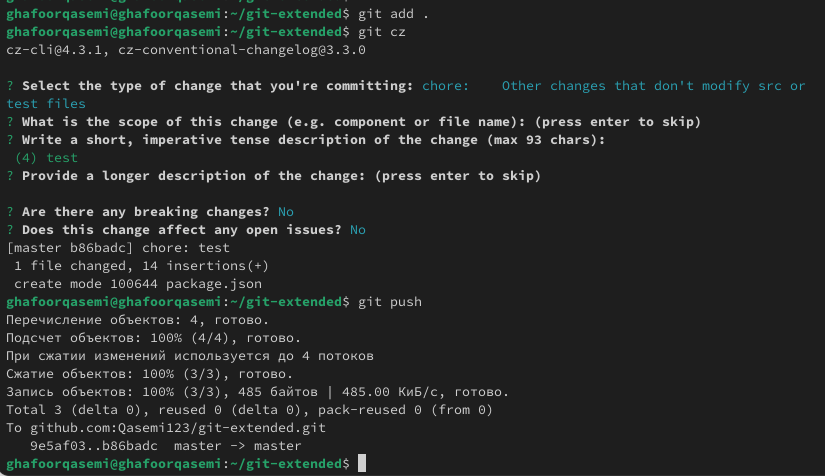 ghafoorqasemi@ghafoorqasemi:~/git-extended$ git add .
ghafoorqasemi@ghafoorqasemi:~/git-extended$ git cz
cz-cli@4.3.1, cz-conventional-changelog@3.3.0
? Select the type of change that you're committing: chore:    Other changes that don't modify src or
test files
? What is the scope of this change (e.g. component or file name): (press enter to skip)
? Write a short, imperative tense description of the change (max 93 chars):
(4) test
? Provide a longer description of the change: (press enter to skip)
? Are there any breaking changes? No
? Does this change affect any open issues? No
[master b86badc] chore: test
1 file changed, 14 insertions(+)
create mode 100644 package.json
ghafoorqasemi@ghafoorqasemi:~/git-extended$ git push
Перечисление объектов: 4, готово.
Подсчет объектов: 100% (4/4), готово.
При сжатии изменений используется до 4 потоков
Сжатие объектов: 100% (3/3), готово.
Запись объектов: 100% (3/3), 485 байтов | 485.00 КиБ/с, готово.
Total 3 (delta 0), reused 0 (delta 0), pack-reused 0 (from 0)
To github.com:Qasemi123/git-extended.git
9e5af03..b86badc  master -> master
ghafoorqasemi@ghafoorqasemi:~/git-extended$